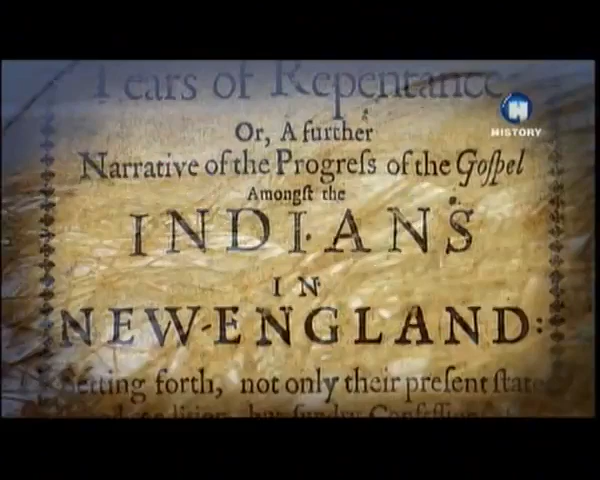 Tears of Repentance:
Or, A further
Narrative of the Progreſs of the Goſpel
Amongſt the
INDIANS
IN
NEW-ENGLAND:
Setting forth, not only their preſent ſtate
H
HISTORY